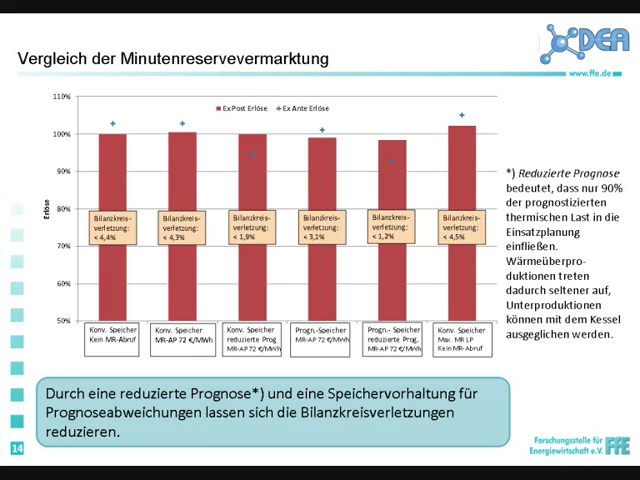 IDEA
Vergleich der Minutenreservevermarktung
www.ffe.de
110%
100%
90%
80%
70%
60%
50%
Erlöse
Ex Post Erlöse
Ex Ante Erlöse
Bilanzkreis-
verletzung:
< 4,4%
Bilanzkreis-
verletzung:
< 4,3%
Bilanzkreis-
verletzung:
< 1,9%
Bilanzkreis-
verletzung:
< 3,1%
Bilanzkreis-
verletzung:
< 1,2%
Bilanzkreis-
verletzung:
< 4,5%
Konv. Speicher
Kein MR-Abruf
Konv. Speicher
MR-AP 72 €/MWh
Konv. Speicher
reduzierte Prog.
MR-AP 72 €/MWh
Progn.-Speicher
MR-AP 72 €/MWh
Progn.- Speicher
reduzierte Prog.
MR-AP 72 €/MWh
Konv. Speicher
Max. MR LP
Kein MR-Abruf
*) Reduzierte Prognose
bedeutet, dass nur 90%
der prognostizierten
thermischen Last in die
Einsatzplanung
einfließen.
Wärmeüberpro-
duktionen treten
dadurch seltener auf,
Unterproduktionen
können mit dem Kessel
ausgeglichen werden.
Durch eine reduzierte Prognose*) und eine Speichervorhaltung für
Prognoseabweichungen lassen sich die Bilanzkreisverletzungen
reduzieren.
14
Forschungsstelle für
Energiewirtschaft e.V.
FfE